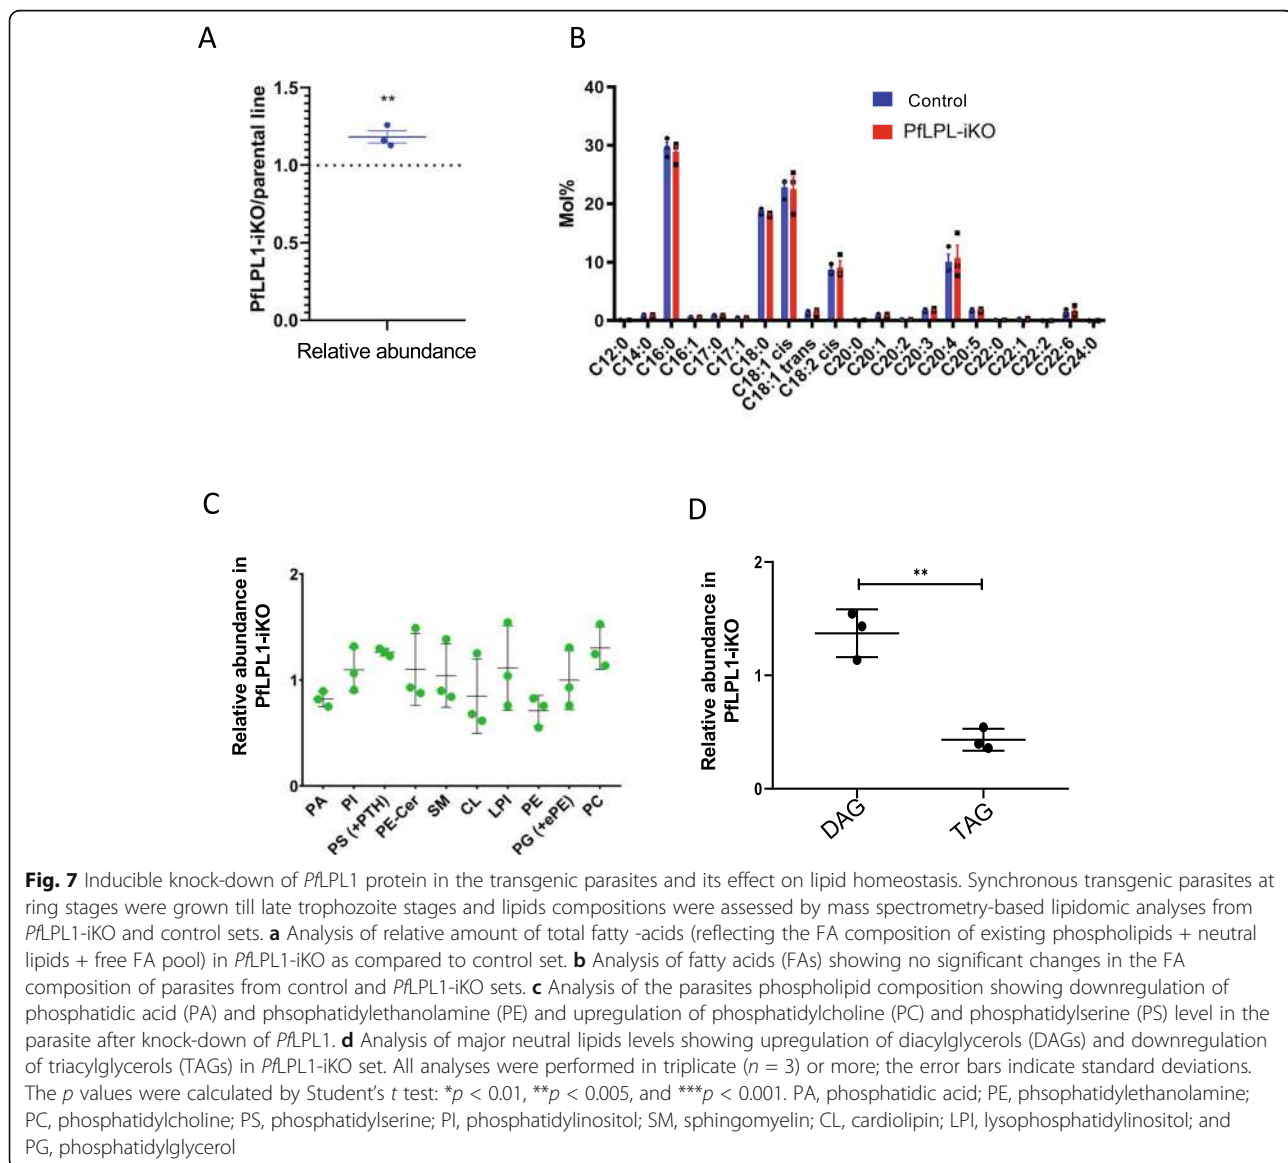 A
B
1.5
1.0
0.5
0.0
PfLPL1-iKO/parental line
**
Relative abundance
40
30
20
10
0
Mol%
Control
PfLPL-iKO
C12:0
C14:0
C16:0
C16:1
C17:0
C17:1
C18:0
C18:1 cis
C18:1 trans
C18:2 cis
C20:0
C20:1
C20:2
C20:3
C20:4
C20:5
C22:0
C22:1
C22:2
C22:6
C24:0
C
D
Relative abundance in
PfLPL1-iKO
2
1
0
PA
PI
PS (+PTH)
PE-Cer
SM
CL
LPI
PE
PG (+ePE)
PC
Relative abundance in
PfLPL1-iKO
2
1
0
**
DAG
TAG
Fig. 7 Inducible knock-down of PfLPL1 protein in the transgenic parasites and its effect on lipid homeostasis. Synchronous transgenic parasites at
ring stages were grown till late trophozoite stages and lipids compositions were assessed by mass spectrometry-based lipidomic analyses from
PfLPL1-iKO and control sets. a Analysis of relative amount of total fatty -acids (reflecting the FA composition of existing phospholipids + neutral
lipids + free FA pool) in PfLPL1-iKO as compared to control set. b Analysis of fatty acids (FAs) showing no significant changes in the FA
composition of parasites from control and PfLPL1-iKO sets. c Analysis of the parasites phospholipid composition showing downregulation of
phosphatidic acid (PA) and phsophatidylethanolamine (PE) and upregulation of phosphatidylcholine (PC) and phosphatidylserine (PS) level in the
parasite after knock-down of PfLPL1. d Analysis of major neutral lipids levels showing upregulation of diacylglycerols (DAGs) and downregulation
of triacylglycerols (TAGs) in PfLPL1-iKO set. All analyses were performed in triplicate (n = 3) or more; the error bars indicate standard deviations.
The p values were calculated by Student's t test: *p < 0.01, **p < 0.005, and ***p < 0.001. PA, phosphatidic acid; PE, phsophatidylethanolamine;
PC, phosphatidylcholine; PS, phosphatidylserine; PI, phosphatidylinositol; SM, sphingomyelin; CL, cardiolipin; LPI, lysophosphatidylinositol; and
PG, phosphatidylglycerol